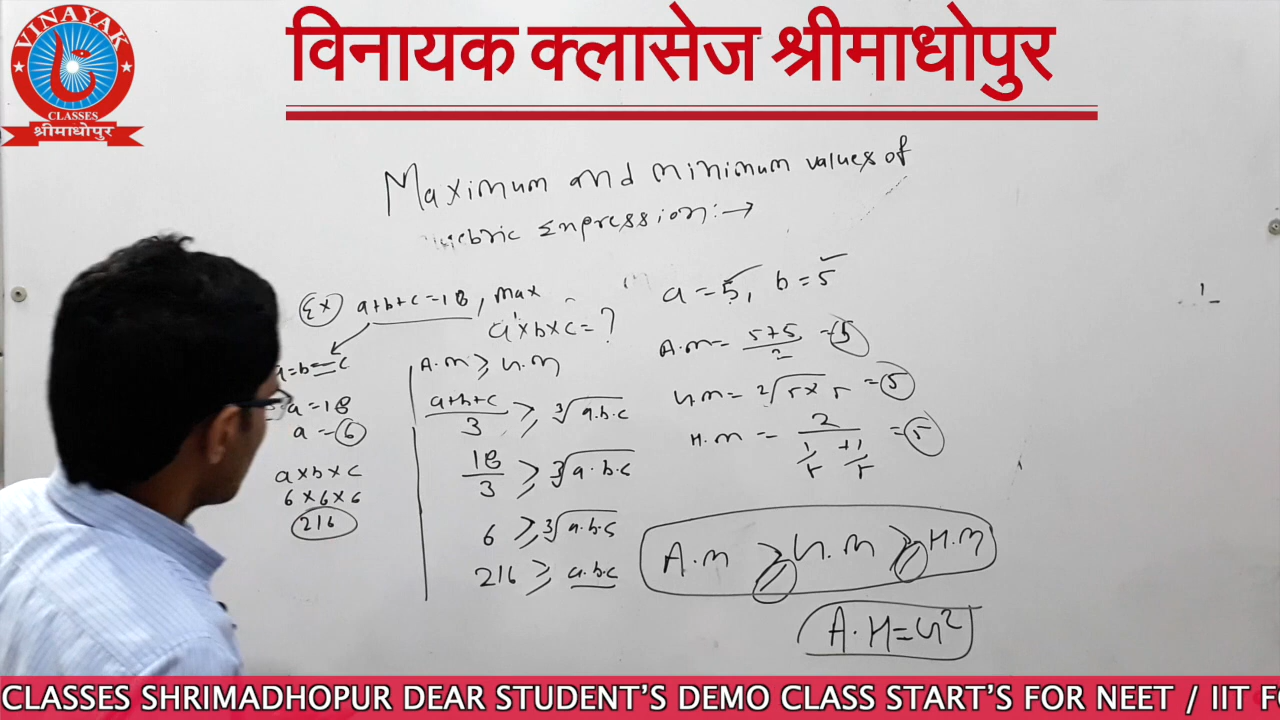 VINAYAK
CLASSES
श्रीमाधोपुर
विनायक क्लासेज श्रीमाधोपुर
Maximum and minimum values of
Expression:→
Ex a+b+c=18, max
a×b×c=?
a=b=c
a=18
a=6
a×b×c
6×6×6
216
A.M ≥ G.M
a+b+c/3 ≥ ∛a.b.c
18/3 ≥ ∛a.b.c
6 ≥ ∛a.b.c
216 ≥ a.b.c
a=5, b=5
A.M= 5+5/2 =5
G.M= 2√5×5 =5
H.M = 2/(1/5+1/5) =5
A.M ≥ G.M ≥ H.M
A.H=G²
CLASSES SHRIMADHOPUR DEAR STUDENT'S DEMO CLASS START'S FOR NEET / IIT